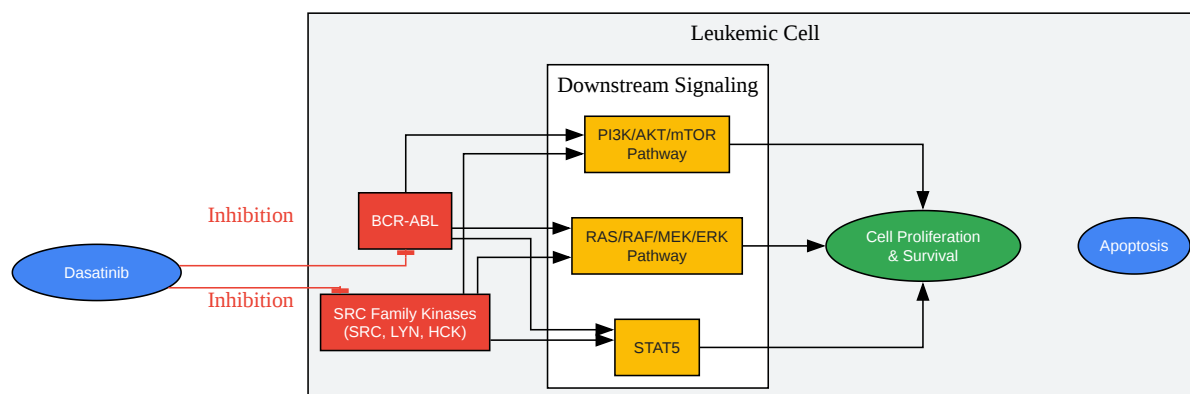 Leukemic Cell
Downstream Signaling
PI3K/AKT/mTOR
Pathway
Inhibition
BCR-ABL
RAS/RAF/MEK/ERK
Pathway
Cell Proliferation
& Survival
Apoptosis
Dasatinib
Inhibition
SRC Family Kinases
(SRC, LYN, HCK)
STAT5